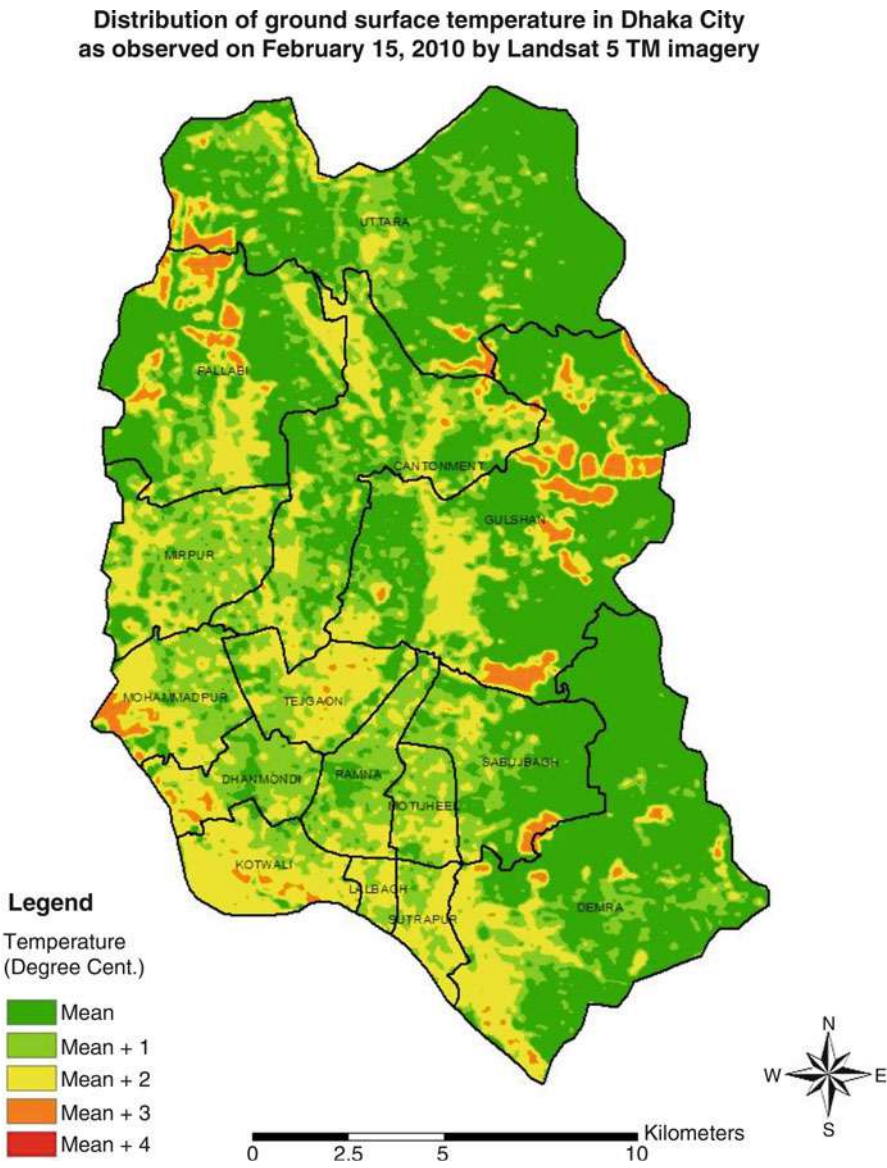 Distribution of ground surface temperature in Dhaka City
as observed on February 15, 2010 by Landsat 5 TM imagery
UTTARA
PALLABI
CANTONMENT
GULSHAN
MIRPUR
MOHAMMADPUR
TEJGAON
SABUJBAGH
DHANMONDI
RAMNA
MOTIJHEEL
KOTWALI
LALBAGH
SUTRAPUR
DEMRA
Legend
Temperature
(Degree Cent.)
Mean
Mean + 1
Mean + 2
Mean + 3
Mean + 4
N
W E
S
Kilometers
0 2.5 5 10